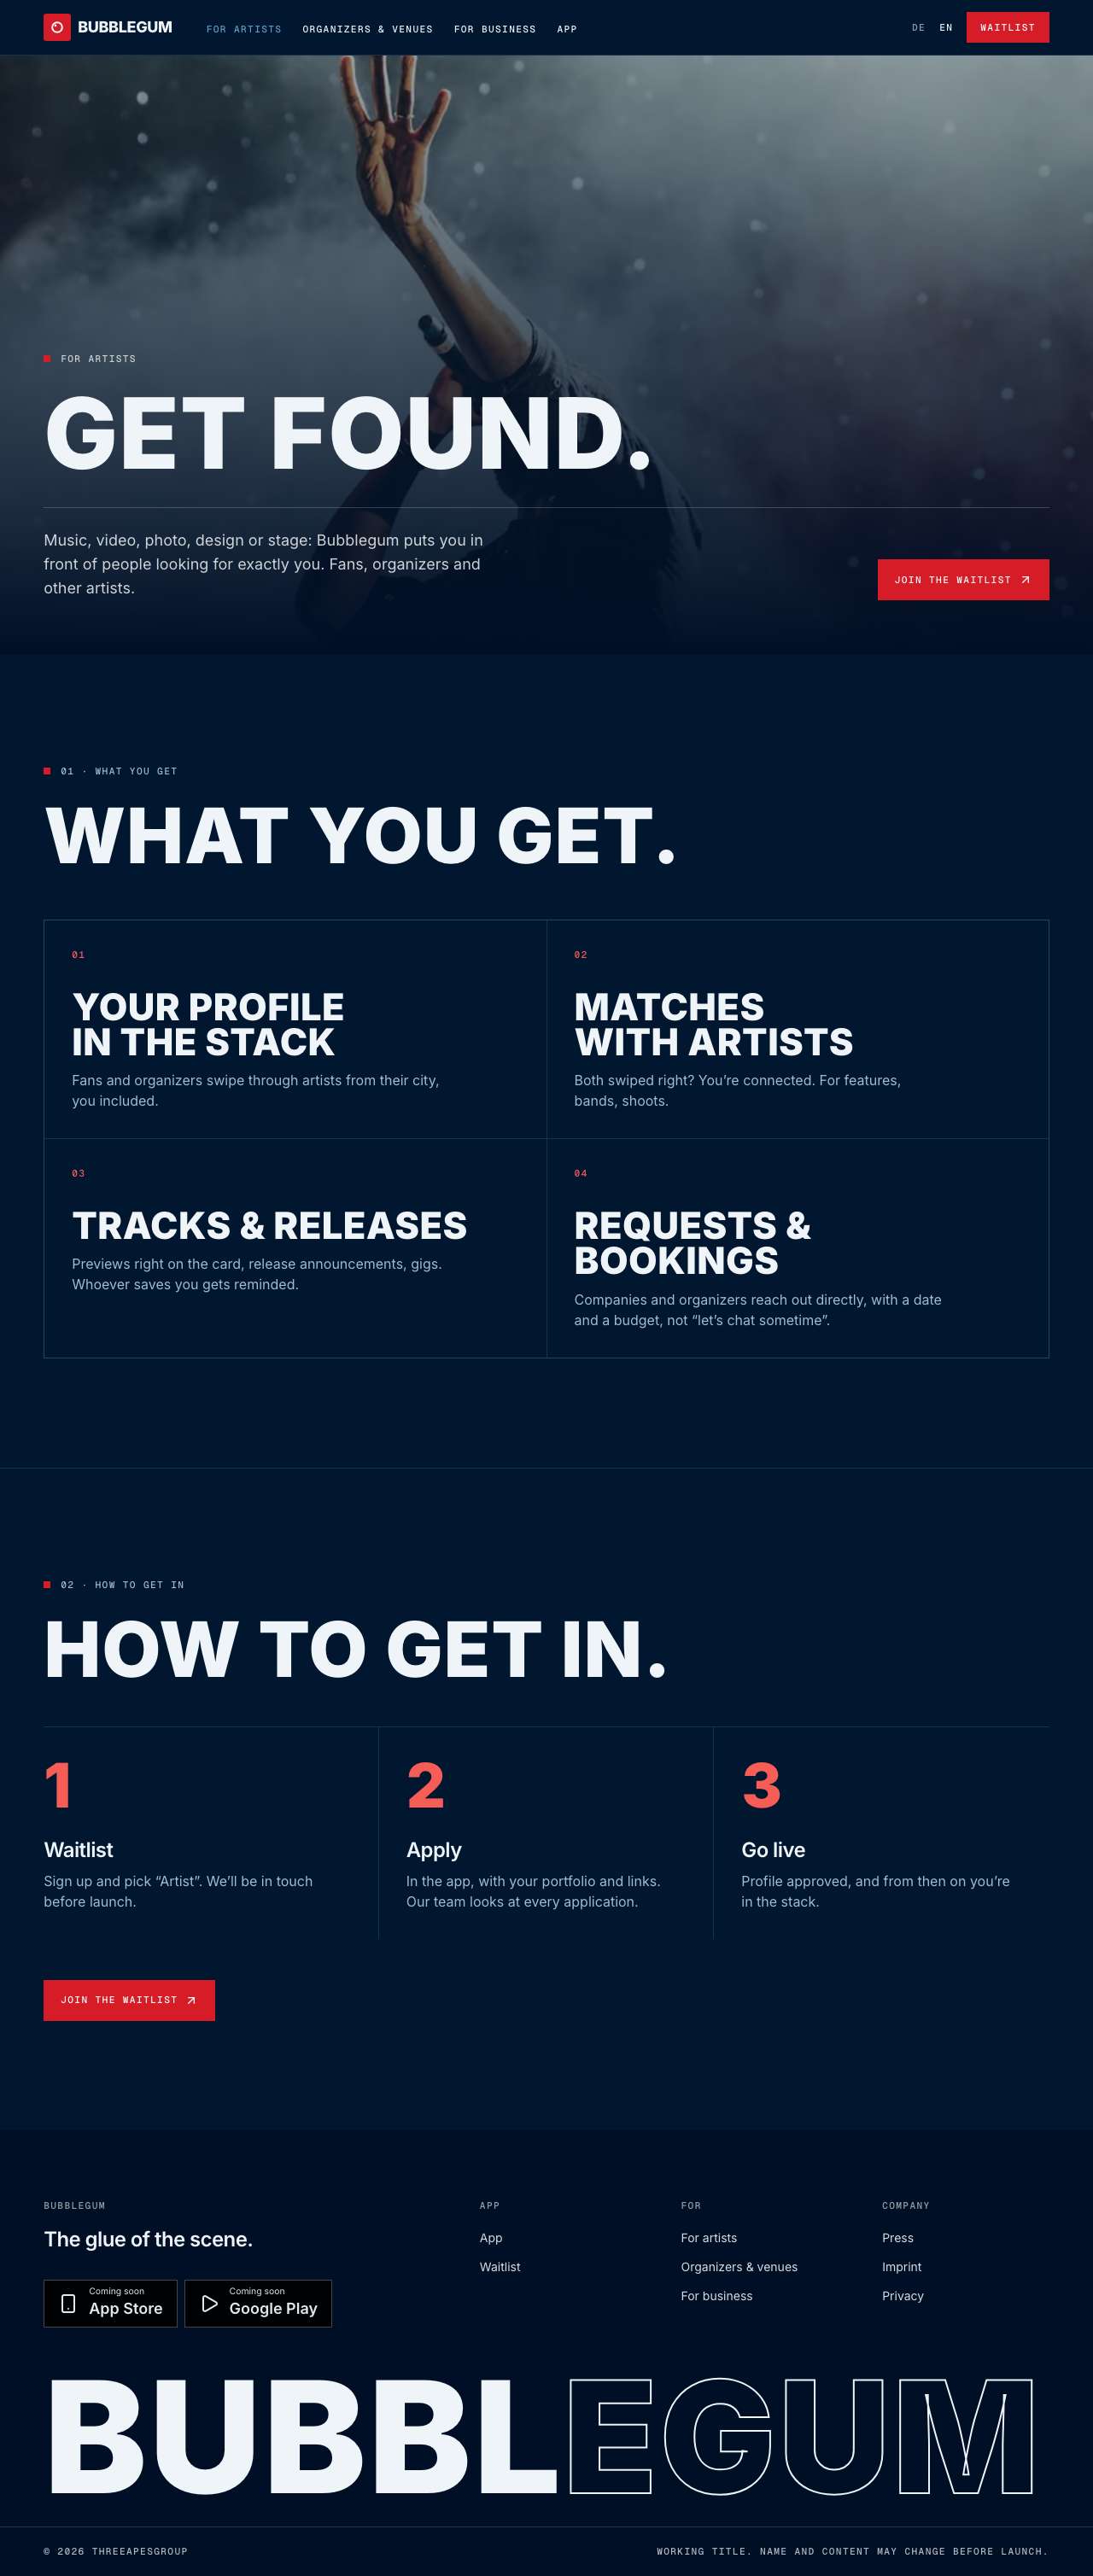 BUBBLEGUM
FOR ARTISTS
ORGANIZERS & VENUES
FOR BUSINESS
APP
DE
EN
WAITLIST
FOR ARTISTS
GET FOUND.
Music, video, photo, design or stage: Bubblegum puts you in
front of people looking for exactly you. Fans, organizers and
other artists.
JOIN THE WAITLIST
01 · WHAT YOU GET
WHAT YOU GET.
01
YOUR PROFILE
IN THE STACK
Fans and organizers swipe through artists from their city,
you included.
02
MATCHES
WITH ARTISTS
Both swiped right? You’re connected. For features,
bands, shoots.
03
TRACKS & RELEASES
Previews right on the card, release announcements, gigs.
Whoever saves you gets reminded.
04
REQUESTS &
BOOKINGS
Companies and organizers reach out directly, with a date
and a budget, not “let’s chat sometime”.
02 · HOW TO GET IN
HOW TO GET IN.
1
Waitlist
Sign up and pick “Artist”. We’ll be in touch
before launch.
2
Apply
In the app, with your portfolio and links.
Our team looks at every application.
3
Go live
Profile approved, and from then on you’re
in the stack.
JOIN THE WAITLIST
BUBBLEGUM
The glue of the scene.
Coming soon
App Store
Coming soon
Google Play
APP
App
Waitlist
FOR
For artists
Organizers & venues
For business
COMPANY
Press
Imprint
Privacy
BUBBLEGUM
© 2026 THREEAPESGROUP
WORKING TITLE. NAME AND CONTENT MAY CHANGE BEFORE LAUNCH.